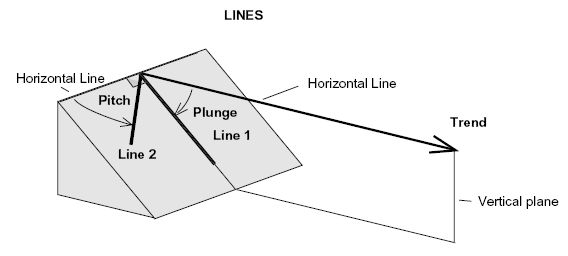 LINES
Horizontal Line
Horizontal Line
Pitch
Plunge
Trend
Line 1
Line 2
Vertical plane